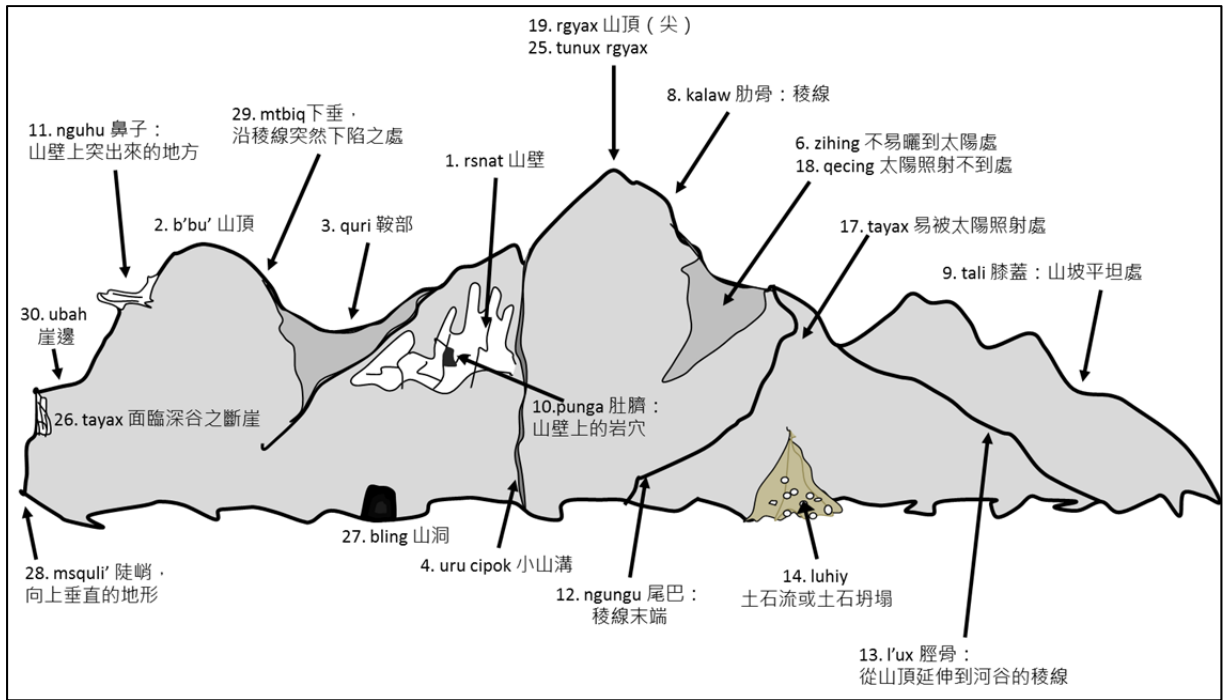 19. rgyax 山頂（尖）
25. tunux rgyax
8. kalaw 肋骨：稜線
29. mtbiq下垂，
沿稜線突然下陷之處
11. nguhu 鼻子：
山壁上突出來的地方
6. zihing 不易曬到太陽處
18. qecing 太陽照射不到處
1. rsnat 山壁
2. b’bu’ 山頂
3. quri 鞍部
17. tayax 易被太陽照射處
9. tali 膝蓋：山坡平坦處
30. ubah
崖邊
26. tayax 面臨深谷之斷崖
10.punga 肚臍：
山壁上的岩穴
27. bling 山洞
4. uru cipok 小山溝
28. msquli’ 陡峭，
向上垂直的地形
12. ngungu 尾巴：
稜線末端
14. luhiy
土石流或土石坍塌
13. l’ux 脛骨：
從山頂延伸到河谷的稜線